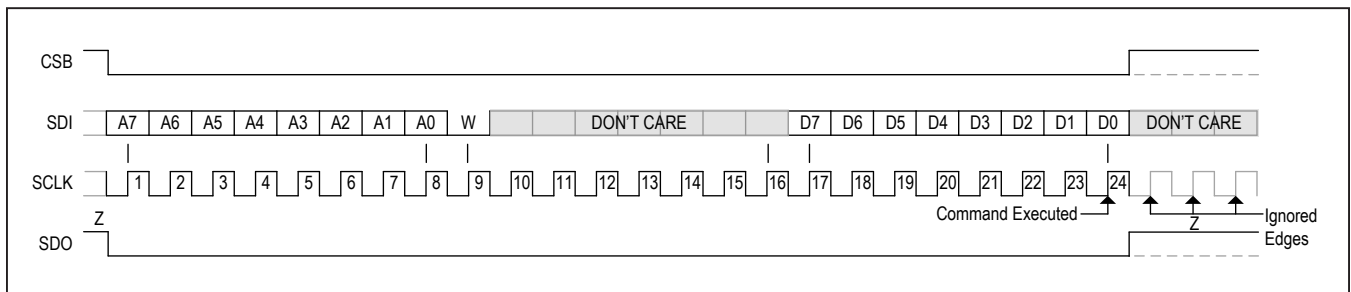 CSB
SDI A7 A6 A5 A4 A3 A2 A1 A0 W DON'T CARE D7 D6 D5 D4 D3 D2 D1 D0 DON'T CARE
SCLK 1 2 3 4 5 6 7 8 9 10 11 12 13 14 15 16 17 18 19 20 21 22 23 24
Command Executed
Z
Z
Ignored
Edges
SDO